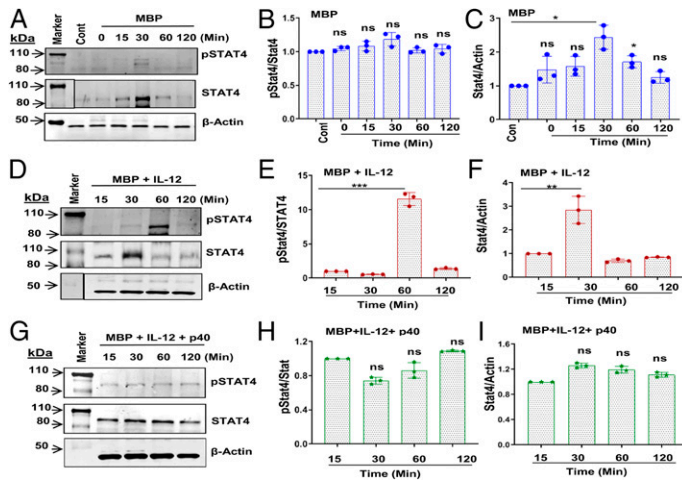 A
MBP
kDa
Marker
Cont
0 15 30 60 120 (Min)
110
80
pSTAT4
110
80
STAT4
50
β-Actin
B
MBP
pStat4/Stat4
1.5
1.0
0.5
0.0
ns ns ns ns ns
Cont 0 15 30 60 120
Time (Min)
C
MBP
Stat4/Actin
3
2
1
0
*
ns ns * ns
Con 0 15 30 60 120
Time (Min)
D
MBP + IL-12
kDa
Marker
15 30 60 120 (Min)
110
80
pSTAT4
110
80
STAT4
50
β-Actin
E
MBP + IL-12
pStat4/STAT4
15
10
5
0
***
15 30 60 120
Time (Min)
F
MBP + IL-12
Stat4/Actin
4
3
2
1
0
**
15 30 60 120
Time (Min)
G
MBP + IL-12 + p40
kDa
Marker
15 30 60 120 (Min)
110
80
pSTAT4
110
80
STAT4
50
β-Actin
H
MBP+IL-12+ p40
pStat4/Stat
1.2
0.8
0.4
0.0
ns ns ns
15 30 60 120
Time (Min)
I
MBP+IL-12+ p40
Stat4/Actin
1.5
1.0
0.5
0.0
ns ns ns
15 30 60 120
Time (Min)